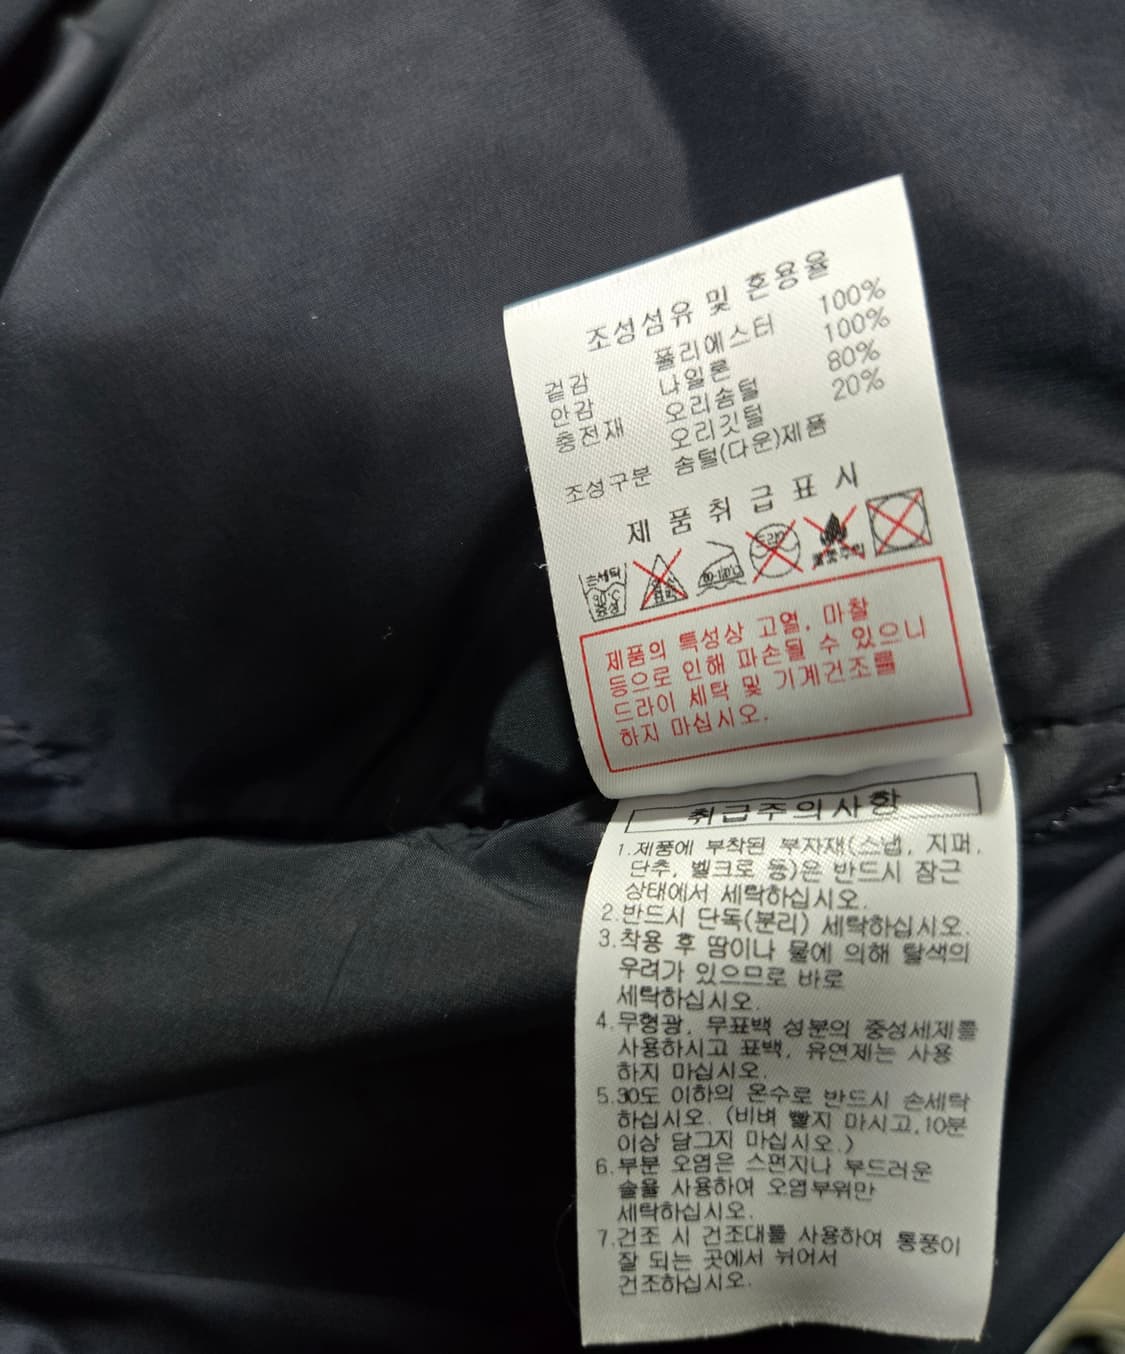 조성섬유 및 혼용율
겉감 폴리에스터 100%
안감 나일론 100%
충전재 오리솜털 80%
오리깃털 20%
조성구분 솜털(다운)제품
제 품 취 급 표 시
손세탁
30°C
중성
표백
80-120°C
드라이
제품의 특성상 고열, 마찰
등으로 인해 파손될 수 있으니
드라이 세탁 및 기계건조를
하지 마십시오.
취급주의사항
1.제품에 부착된 부자재(스냅, 지퍼,
단추, 벨크로 등)은 반드시 잠근
상태에서 세탁하십시오.
2.반드시 단독(분리) 세탁하십시오.
3.착용 후 땀이나 물에 의해 탈색의
우려가 있으므로 바로
세탁하십시오.
4.무형광, 무표백 성분의 중성세제를
사용하시고 표백, 유연제는 사용
하지 마십시오.
5.30도 이하의 온수로 반드시 손세탁
하십시오. (비벼 빨지 마시고,10분
이상 담그지 마십시오.)
6.부분 오염은 스펀지나 부드러운
솔을 사용하여 오염부위만
세탁하십시오.
7.건조 시 건조대를 사용하여 통풍이
잘 되는 곳에서 뉘어서
건조하십시오.